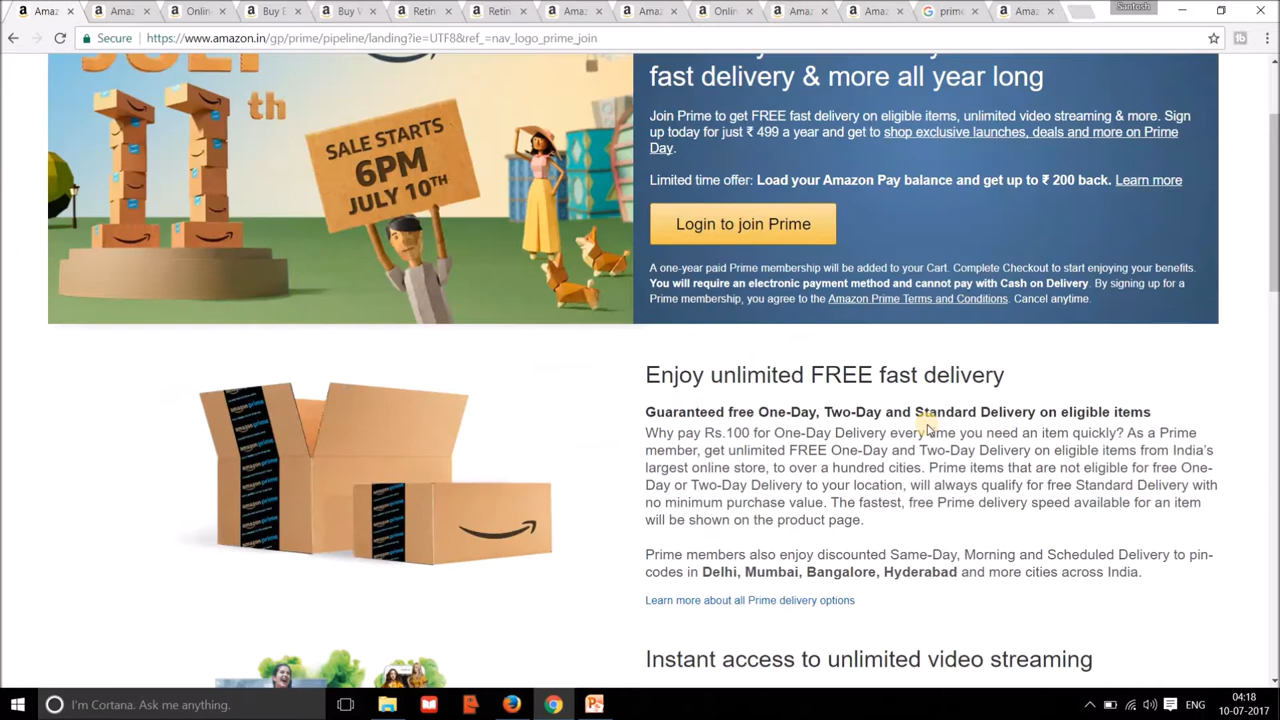 Amaz
Amaz
Online
Buy E
Buy W
Retin
Retin
Amaz
Amaz
Online
Amaz
Amaz
prime
Amaz
Santosh
Secure
https://www.amazon.in/gp/prime/pipeline/landing?ie=UTF8&ref_=nav_logo_prime_join
JULY
11
th
SALE STARTS
6PM
JULY 10TH
fast delivery & more all year long
Join Prime to get FREE fast delivery on eligible items, unlimited video streaming & more. Sign
up today for just ₹ 499 a year and get to shop exclusive launches, deals and more on Prime
Day.
Limited time offer: Load your Amazon Pay balance and get up to ₹ 200 back. Learn more
Login to join Prime
A one-year paid Prime membership will be added to your Cart. Complete Checkout to start enjoying your benefits.
You will require an electronic payment method and cannot pay with Cash on Delivery. By signing up for a
Prime membership, you agree to the Amazon Prime Terms and Conditions. Cancel anytime.
Enjoy unlimited FREE fast delivery
Guaranteed free One-Day, Two-Day and Standard Delivery on eligible items
Why pay Rs.100 for One-Day Delivery every time you need an item quickly? As a Prime
member, get unlimited FREE One-Day and Two-Day Delivery on eligible items from India's
largest online store, to over a hundred cities. Prime items that are not eligible for free One-
Day or Two-Day Delivery to your location, will always qualify for free Standard Delivery with
no minimum purchase value. The fastest, free Prime delivery speed available for an item
will be shown on the product page.
Prime members also enjoy discounted Same-Day, Morning and Scheduled Delivery to pin-
codes in Delhi, Mumbai, Bangalore, Hyderabad and more cities across India.
Learn more about all Prime delivery options
Instant access to unlimited video streaming
I'm Cortana. Ask me anything.
ENG
04:18
10-07-2017